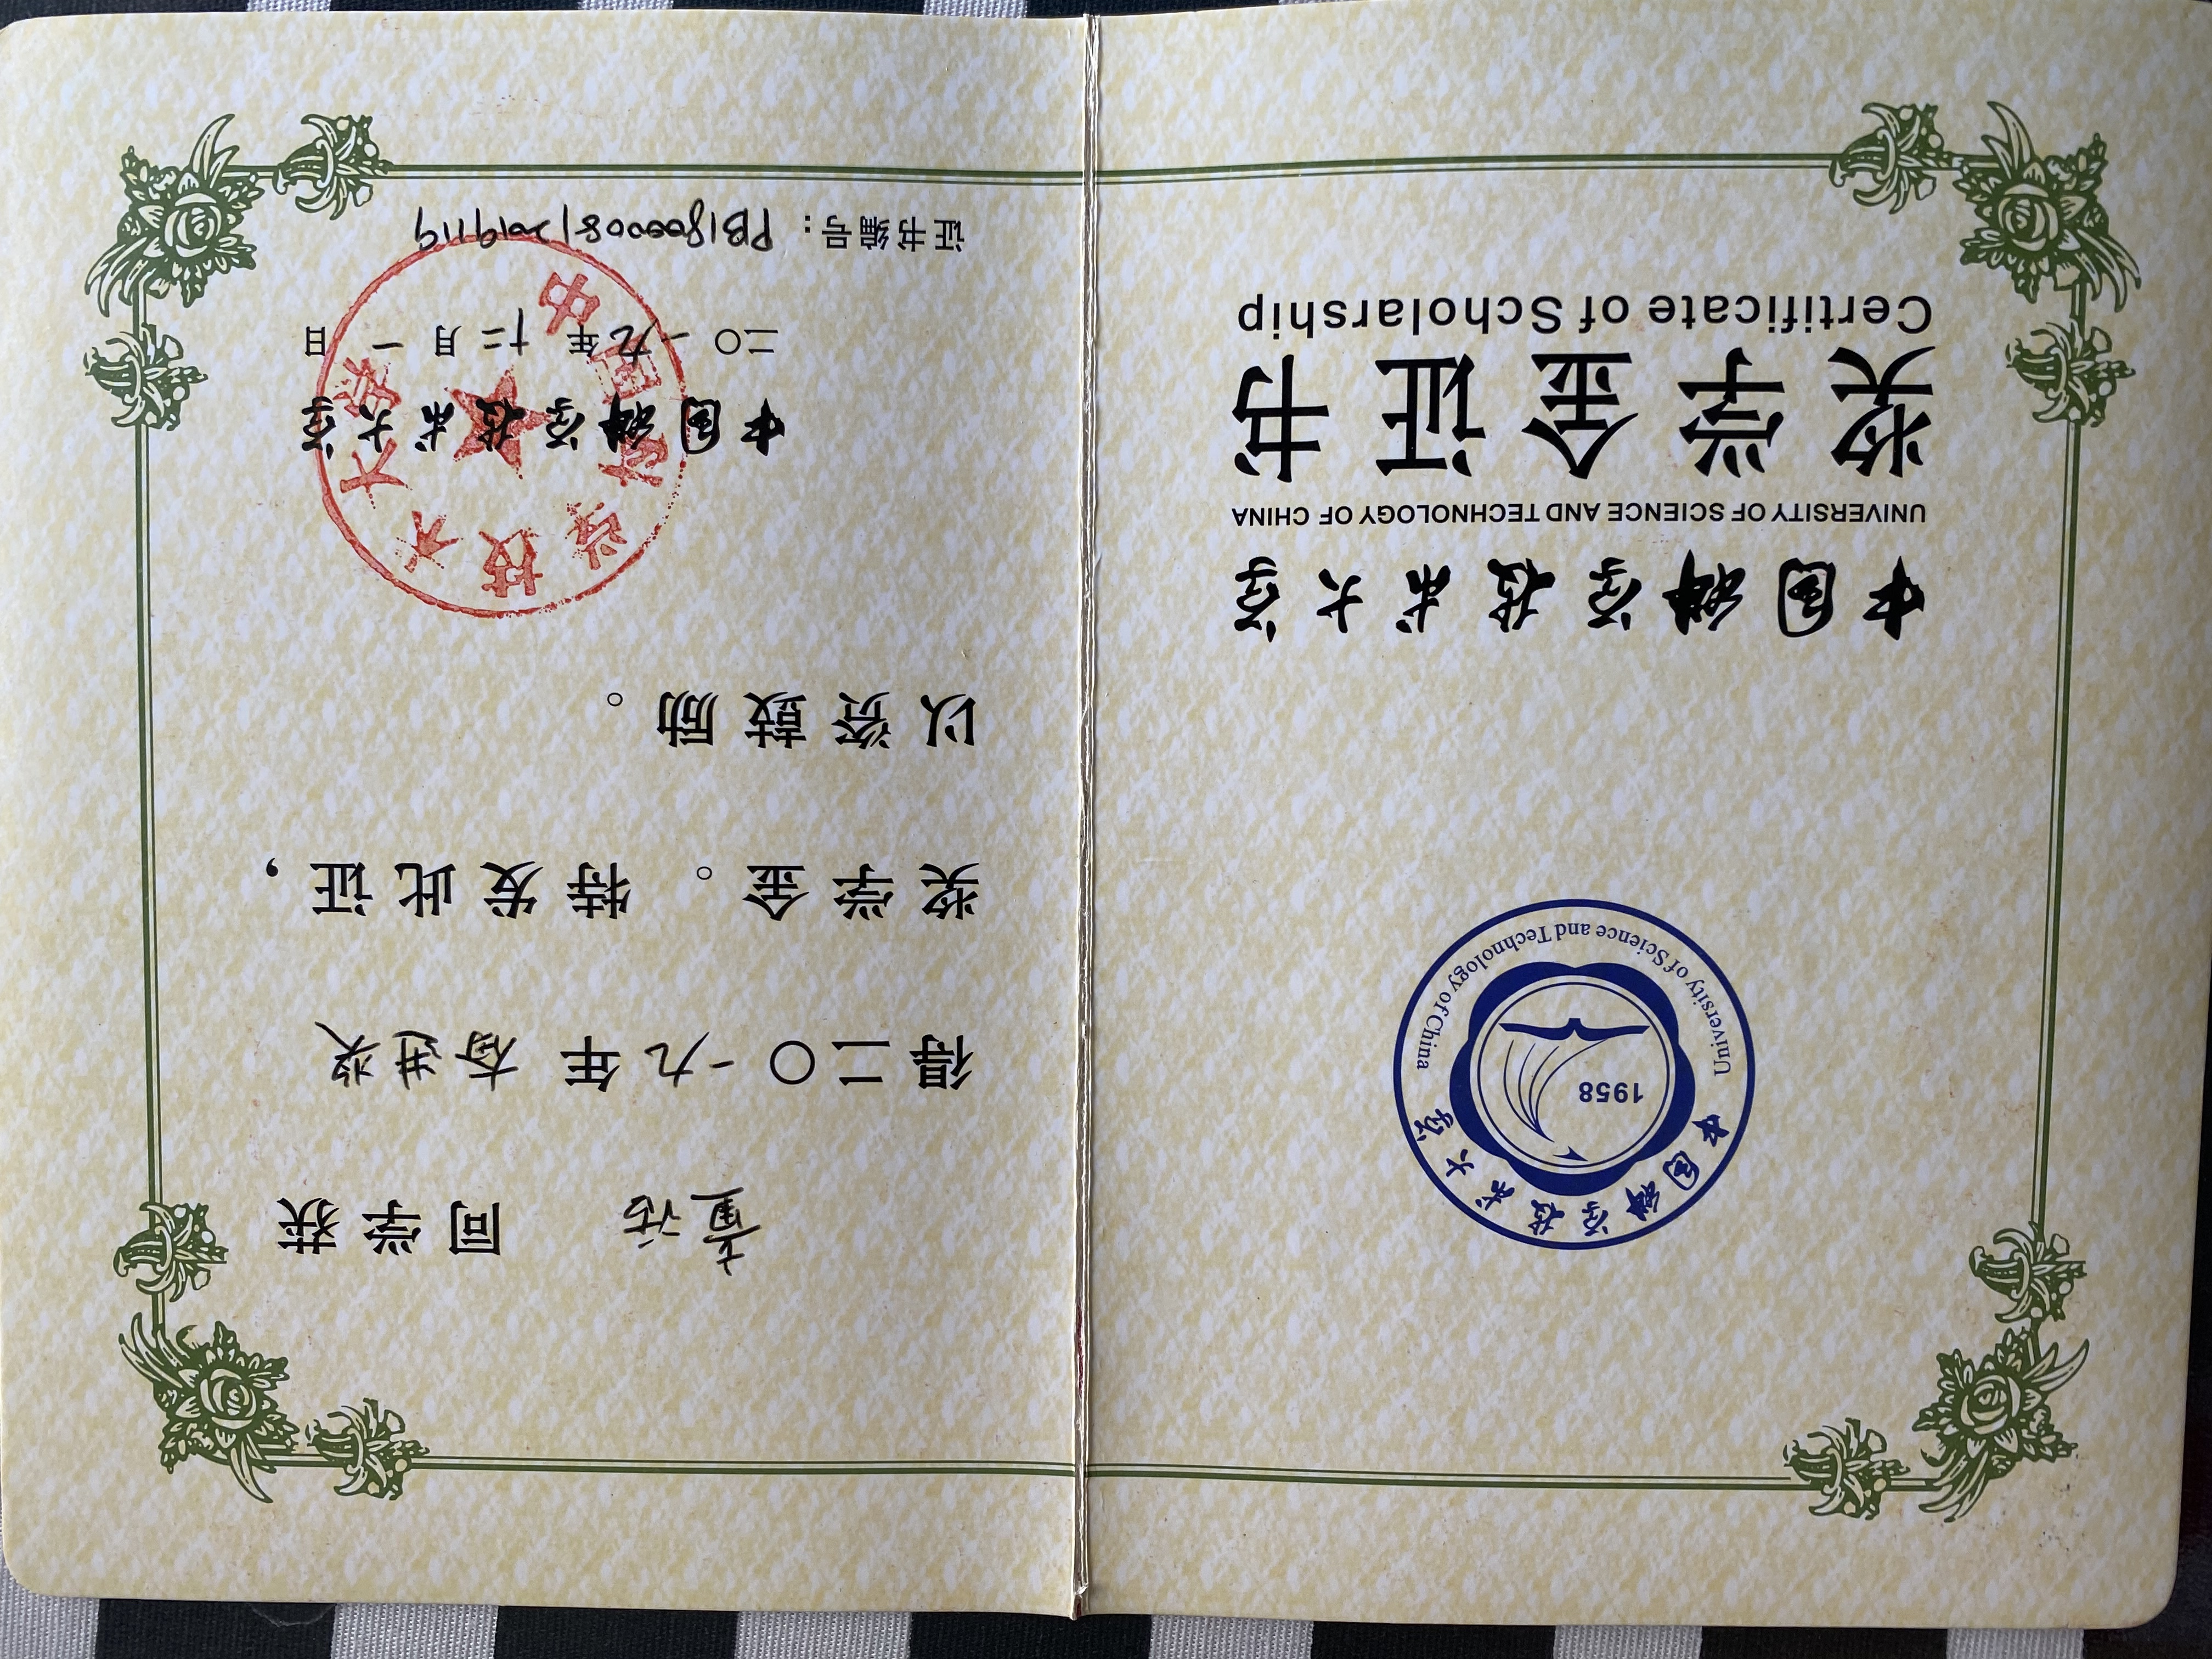 中国科学技术大学
1958
University of Science and Technology of China
中国科学技术大学
UNIVERSITY OF SCIENCE AND TECHNOLOGY OF CHINA
奖学金证书
Certificate of Scholarship
童话 同学获
得二〇一九年 奋进奖
奖学金。特发此证，
以资鼓励。
中国科学技术大学
中国科学技术大学
二〇一九年十二月一日
证书编号：PB180000812019119